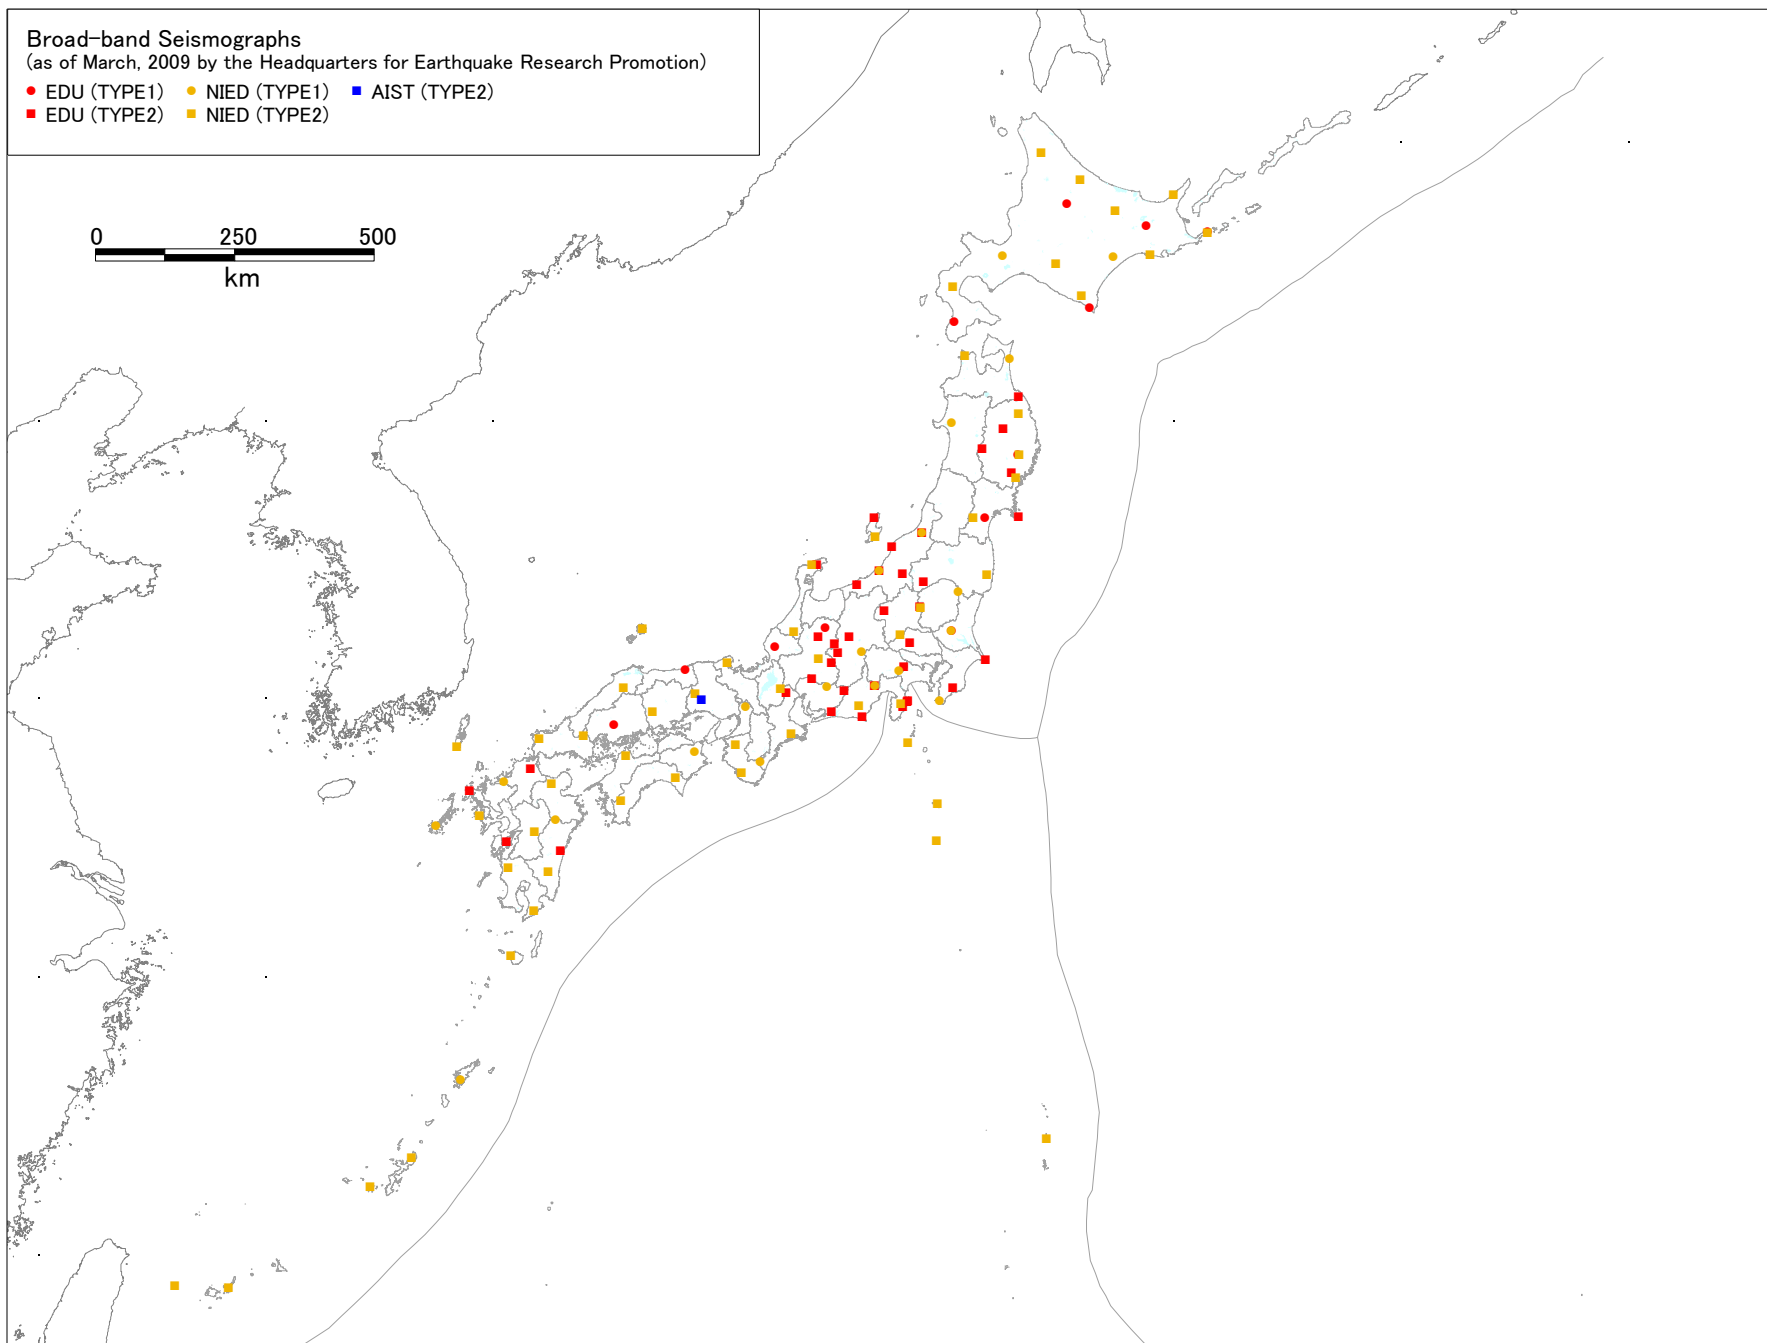 Broad-band Seismographs
(as of March, 2009 by the Headquarters for Earthquake Research Promotion)
EDU (TYPE1) NIED (TYPE1) AIST (TYPE2)
EDU (TYPE2) NIED (TYPE2)
0 250 500
km